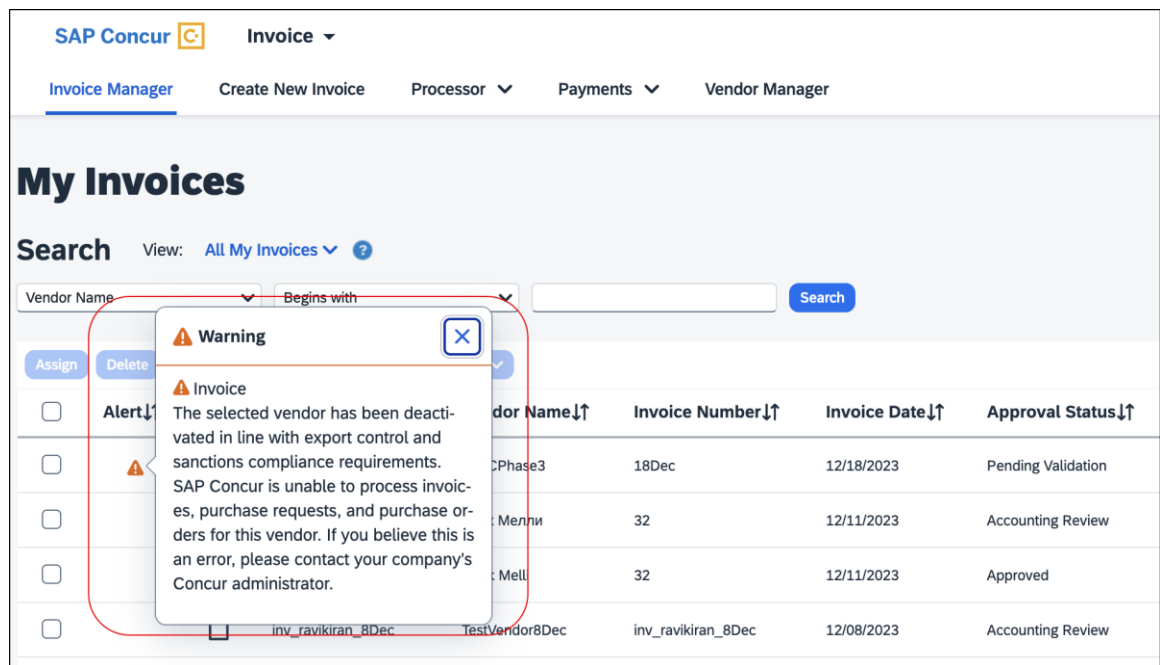 SAP Concur C Invoice
Invoice Manager Create New Invoice Processor Payments Vendor Manager
My Invoices
Search View: All My Invoices ?
Vendor Name Begins with Search
Warning
Assign Delete
Invoice
The selected vendor has been deacti-
vated in line with export control and
sanctions compliance requirements.
SAP Concur is unable to process invoic-
es, purchase requests, and purchase or-
ders for this vendor. If you believe this is
an error, please contact your company's
Concur administrator.
Alert Name Invoice Number Invoice Date Approval Status
18Dec 12/18/2023 Pending Validation
Мелли 32 12/11/2023 Accounting Review
32 12/11/2023 Approved
inv_ravikiran_8Dec TestVendor8Dec inv_ravikiran_8Dec 12/08/2023 Accounting Review